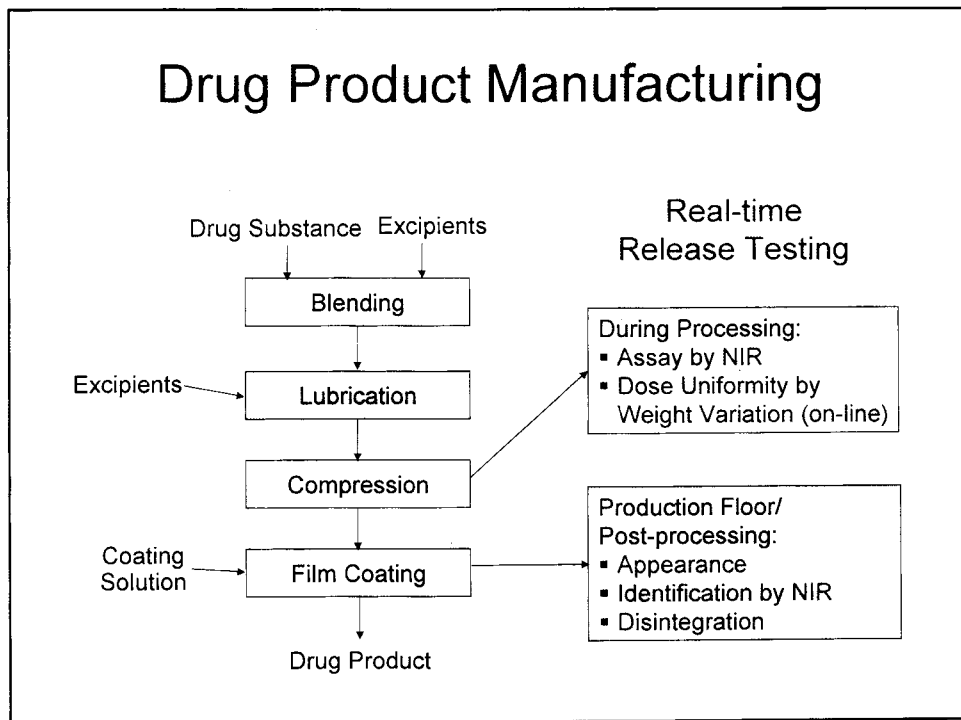 Drug Product Manufacturing
Drug Substance
Excipients
Blending
Excipients
Lubrication
Compression
Coating
Solution
Film Coating
Drug Product
Real-time
Release Testing
During Processing:
▪ Assay by NIR
▪ Dose Uniformity by
Weight Variation (on-line)
Production Floor/
Post-processing:
▪ Appearance
▪ Identification by NIR
▪ Disintegration